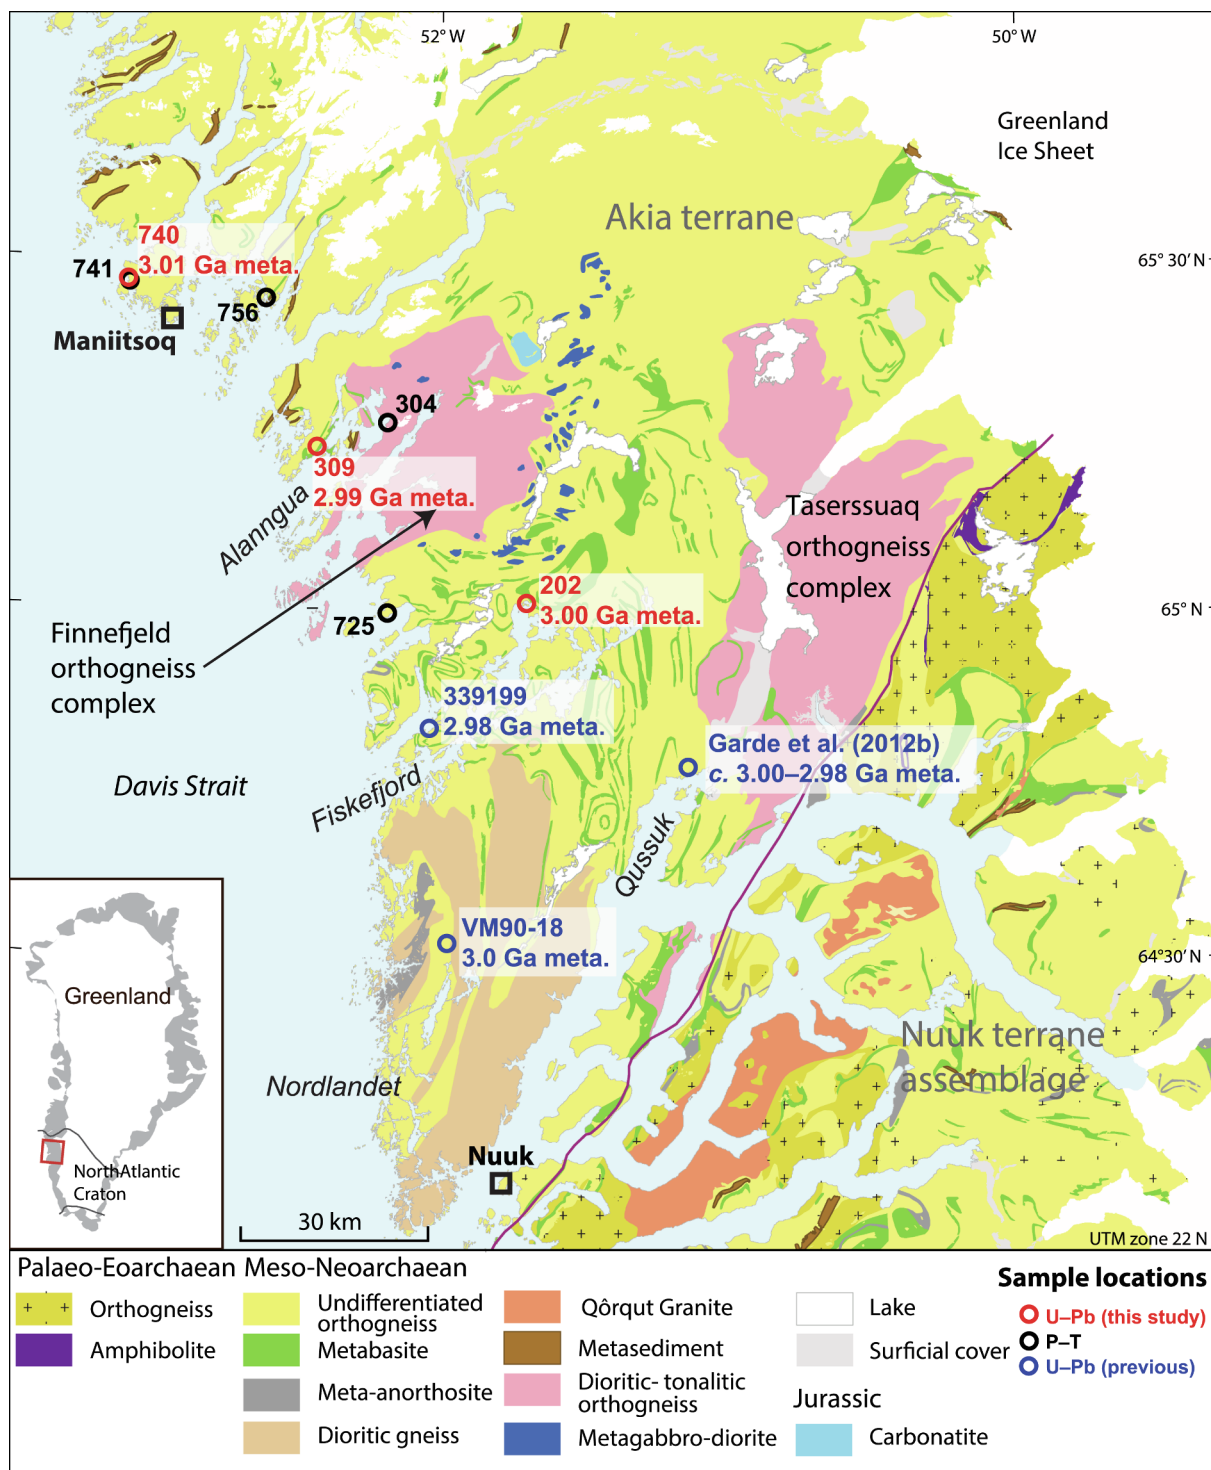 52°W
50°W
Greenland
Ice Sheet
Akia terrane
740
741
3.01 Ga meta.
65° 30' N
756
Maniitsoq
304
309
2.99 Ga meta.
Alanngua
Taserssuaq
orthogneiss
complex
202
3.00 Ga meta.
65° N
725
Finnefjeld
orthogneiss
complex
339199
2.98 Ga meta.
Garde et al. (2012b)
c. 3.00–2.98 Ga meta.
Davis Strait
Fiskefjord
Qussuk
VM90-18
3.0 Ga meta.
64°30' N
Greenland
Nuuk terrane
assemblage
Nordlandet
Nuuk
NorthAtlantic
Craton
30 km
UTM zone 22 N
Palaeo-Eoarchaean
Orthogneiss
Amphibolite
Meso-Neoarchaean
Undifferentiated
orthogneiss
Metabasite
Meta-anorthosite
Dioritic gneiss
Qôrqut Granite
Metasediment
Dioritic- tonalitic
orthogneiss
Metagabbro-diorite
Lake
Surficial cover
Jurassic
Carbonatite
Sample locations
U–Pb (this study)
P–T
U–Pb (previous)